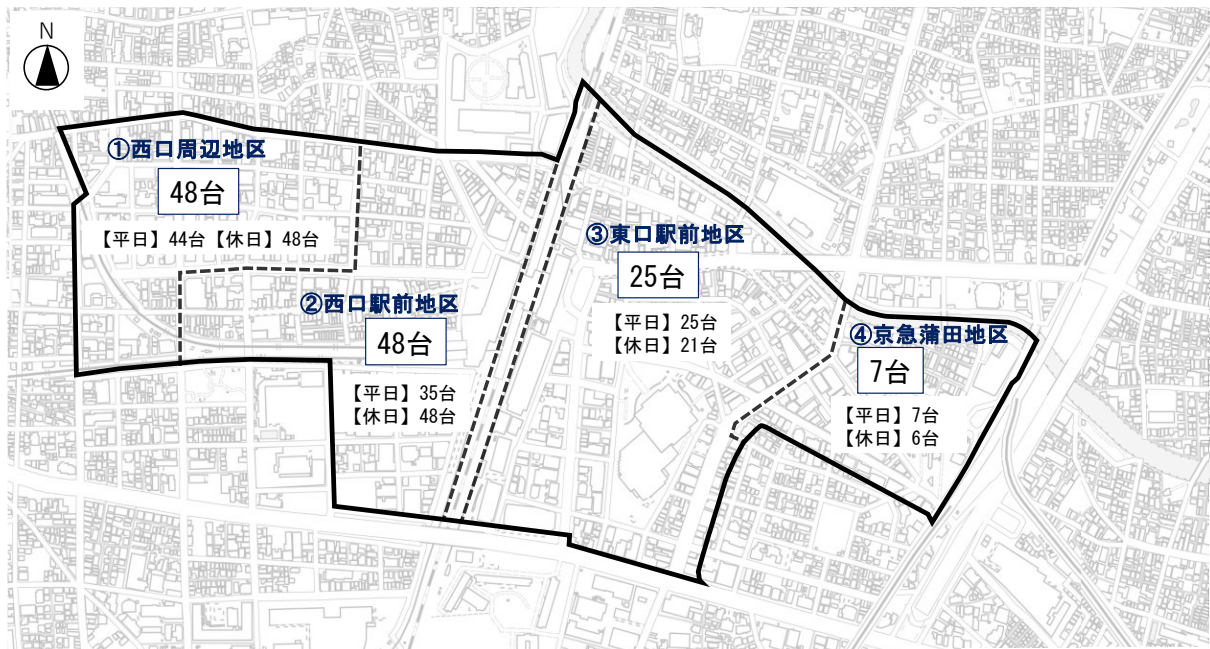 N
①西口周辺地区
48台
【平日】44台【休日】48台
②西口駅前地区
48台
【平日】35台
【休日】48台
③東口駅前地区
25台
【平日】25台
【休日】21台
④京急蒲田地区
7台
【平日】7台
【休日】6台